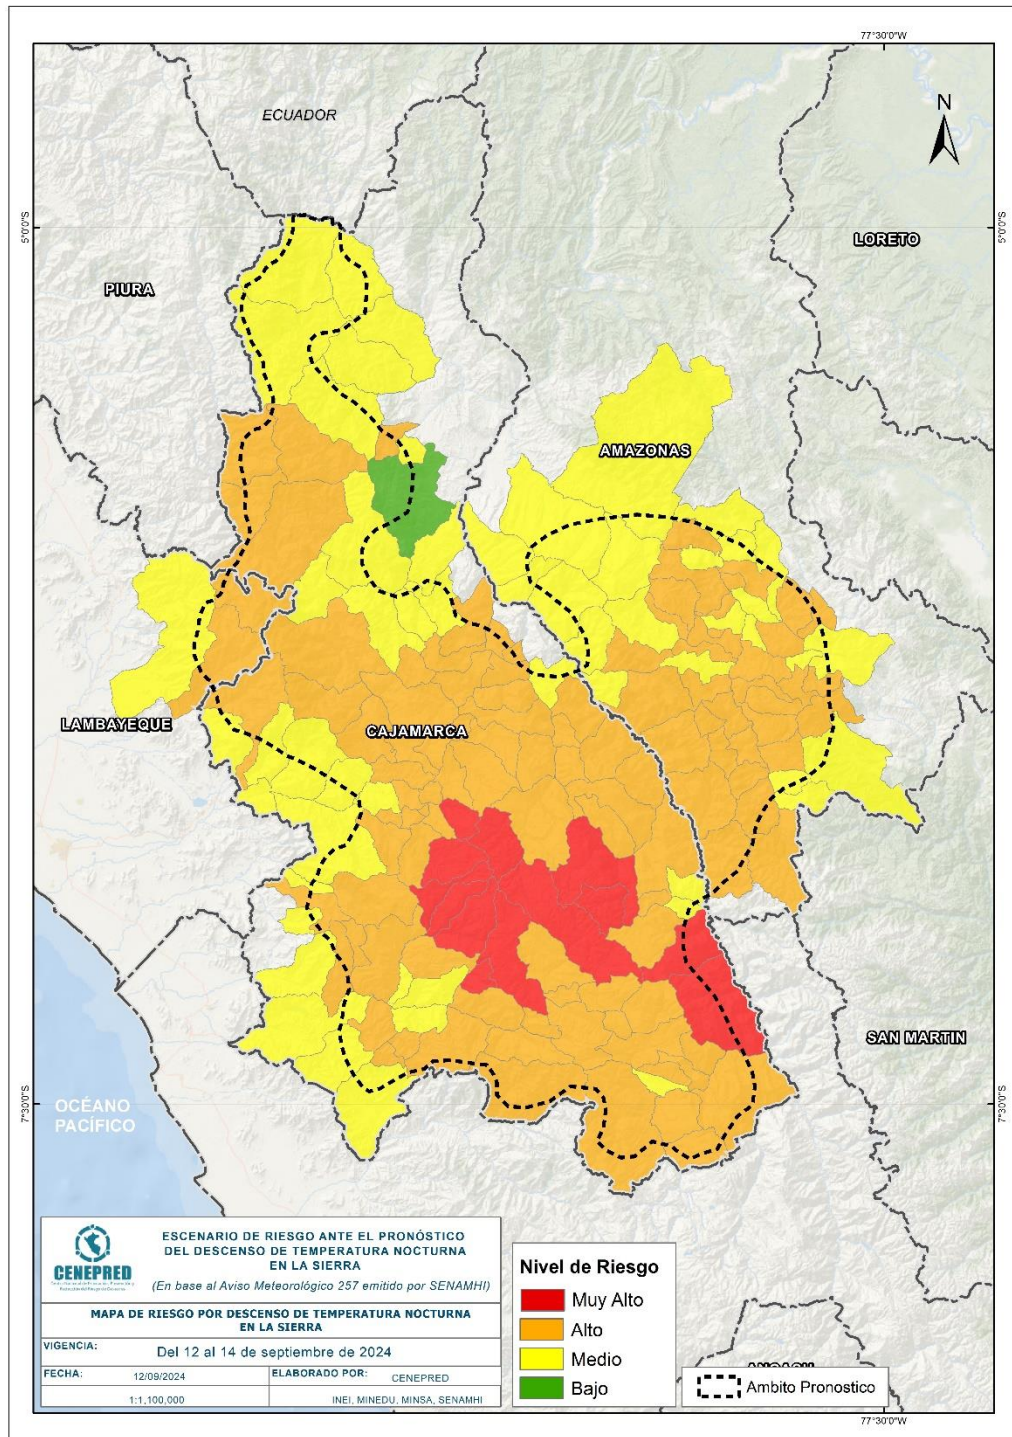 77°30'0"W
ECUADOR
N
5°0'0"S
5°0'0"S
LORETO
PIURA
AMAZONAS
LAMBAYEQUE
CAJAMARCA
SAN MARTIN
OCÉANO
PACÍFICO
7°30'0"S
7°30'0"S
CENEPRED
ESCENARIO DE RIESGO ANTE EL PRONÓSTICO
DEL DESCENSO DE TEMPERATURA NOCTURNA
EN LA SIERRA
(En base al Aviso Meteorológico 257 emitido por SENAMHI)
MAPA DE RIESGO POR DESCENSO DE TEMPERATURA NOCTURNA
EN LA SIERRA
VIGENCIA:
Del 12 al 14 de septiembre de 2024
FECHA:
12/09/2024
ELABORADO POR:
CENEPRED
1:1,100,000
INEI, MINEDU, MINSA, SENAMHI
Nivel de Riesgo
Muy Alto
Alto
Medio
Bajo
Ambito Pronostico
77°30'0"W